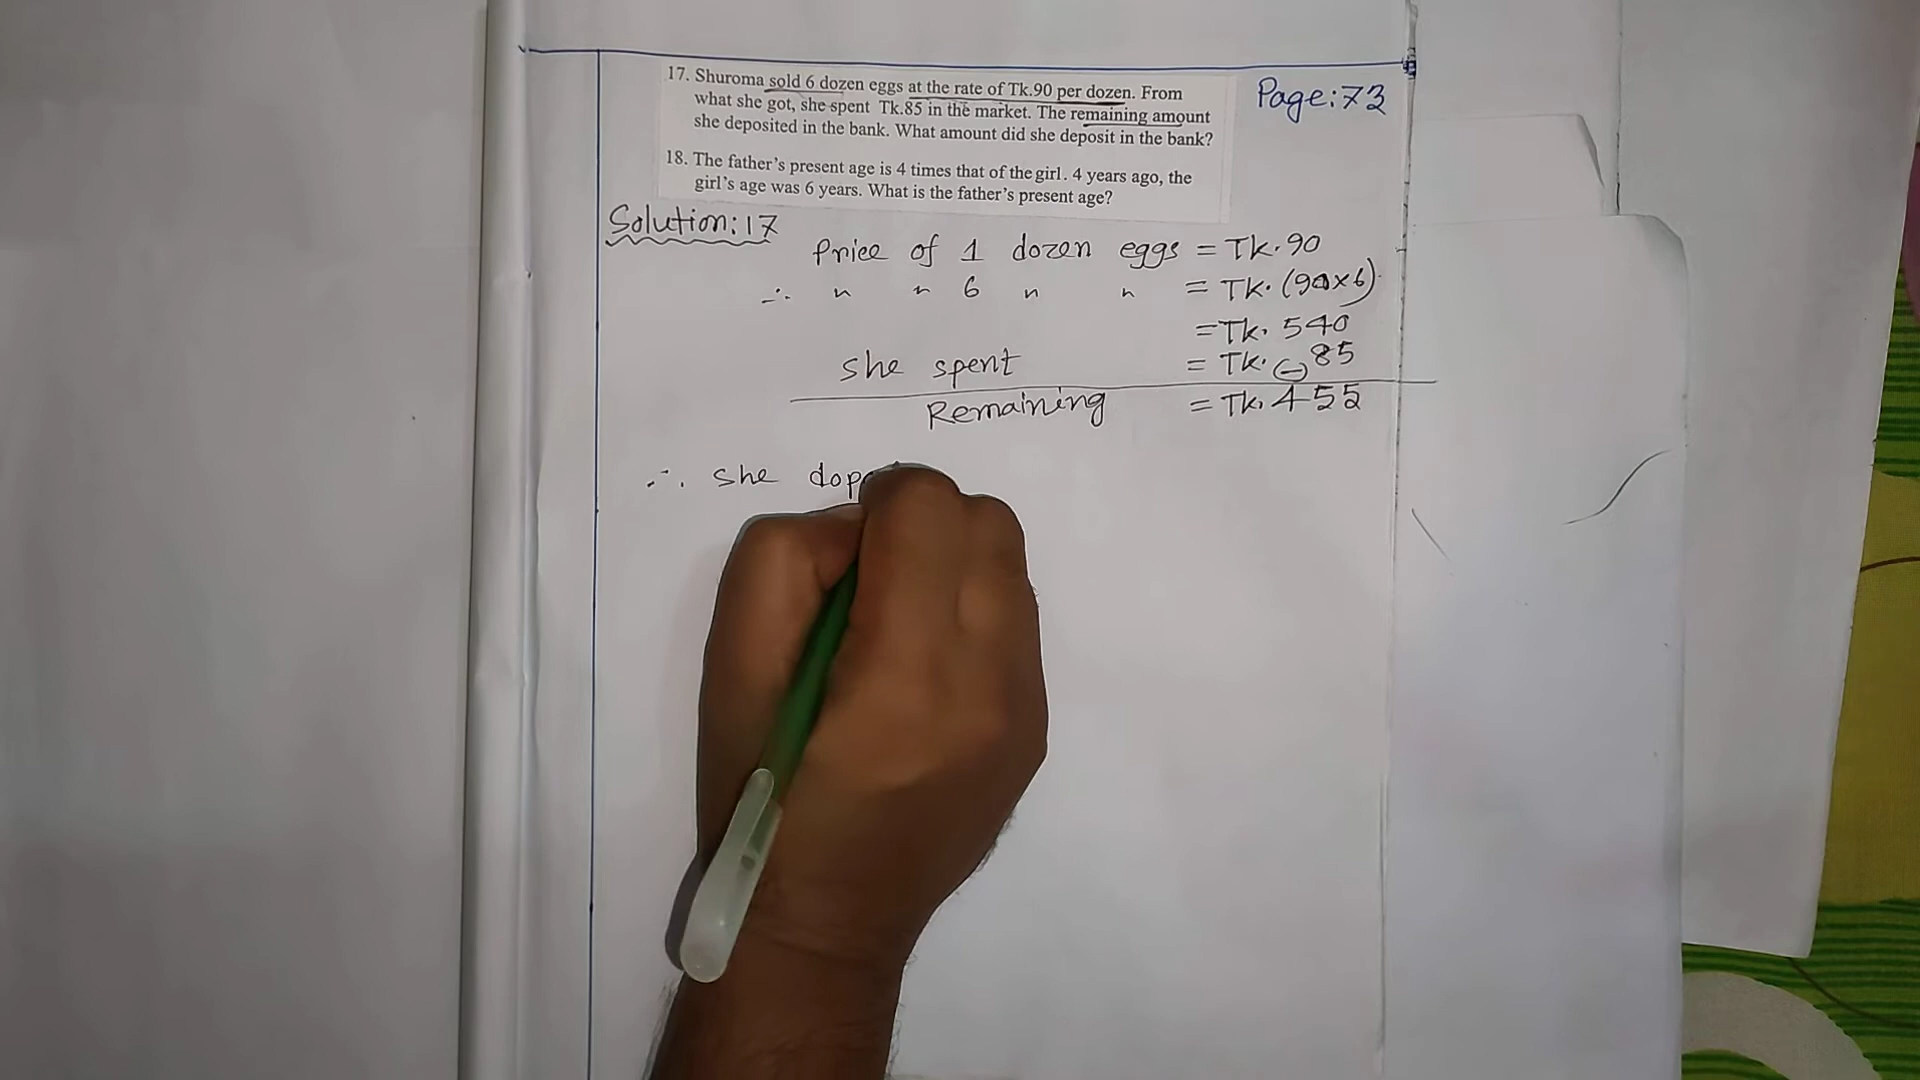 17. Shuroma sold 6 dozen eggs at the rate of Tk.90 per dozen. From
what she got, she spent Tk.85 in the market. The remaining amount
she deposited in the bank. What amount did she deposit in the bank?
18. The father's present age is 4 times that of the girl. 4 years ago, the
girl's age was 6 years. What is the father's present age?
Page:73
Solution:17
Price of 1 dozen eggs = Tk.90
∴ " " 6 " " = Tk.(90×6)
=Tk. 540
she spent = Tk. (-) 85
Remaining = Tk. 455
∴ she dop